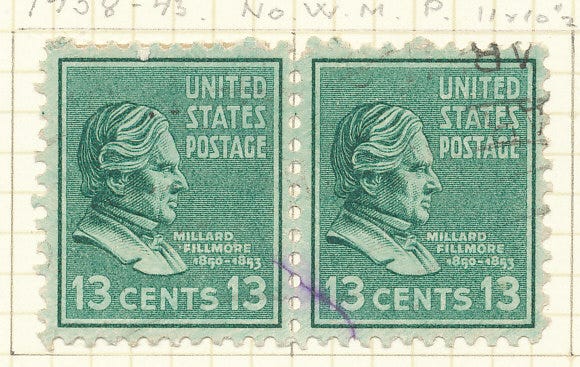 1938-43. No W.M. P. 11x10½
UNITED
STATES
POSTAGE
MILLARD
FILLMORE
1850-1853
13 CENTS 13
UNITED
STATES
POSTAGE
MILLARD
FILLMORE
1850-1853
13 CENTS 13